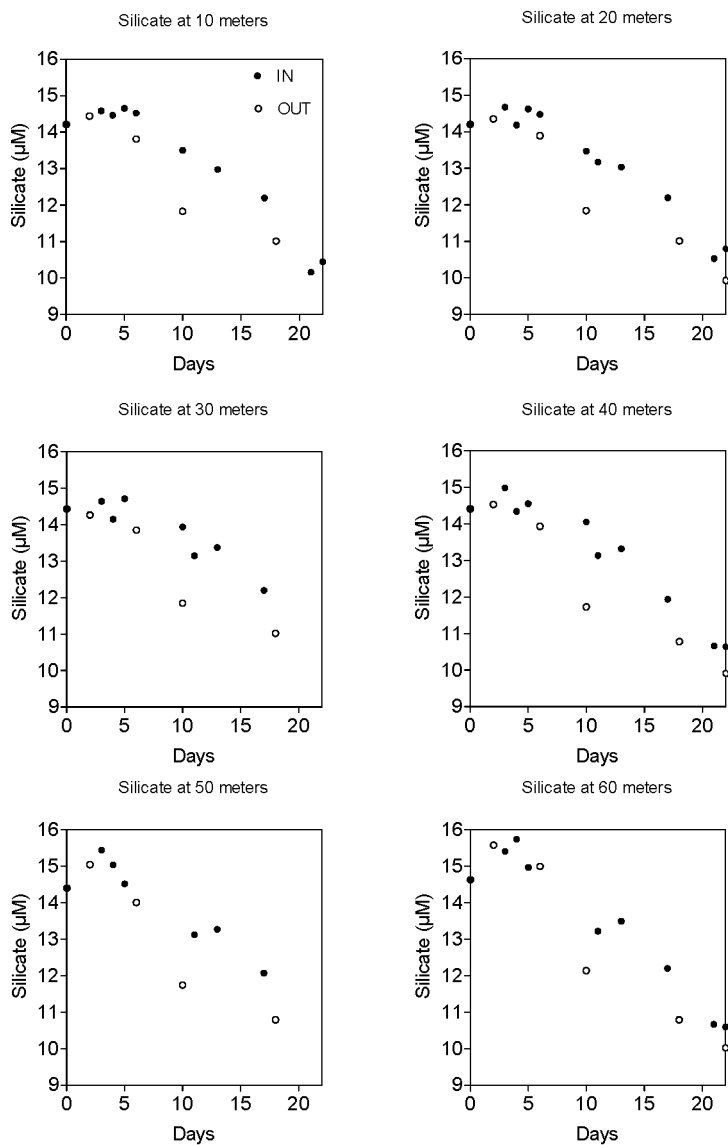 Silicate at 10 meters
16
15
14
13
12
11
10
9
Silicate (µM)
IN
OUT
0 5 10 15 20
Days
Silicate at 20 meters
16
15
14
13
12
11
10
9
Silicate (µM)
0 5 10 15 20
Days
Silicate at 30 meters
16
15
14
13
12
11
10
9
Silicate (µM)
0 5 10 15 20
Days
Silicate at 40 meters
16
15
14
13
12
11
10
9
Silicate (µM)
0 5 10 15 20
Days
Silicate at 50 meters
16
15
14
13
12
11
10
9
Silicate (µM)
0 5 10 15 20
Days
Silicate at 60 meters
16
15
14
13
12
11
10
9
Silicate (µM)
0 5 10 15 20
Days